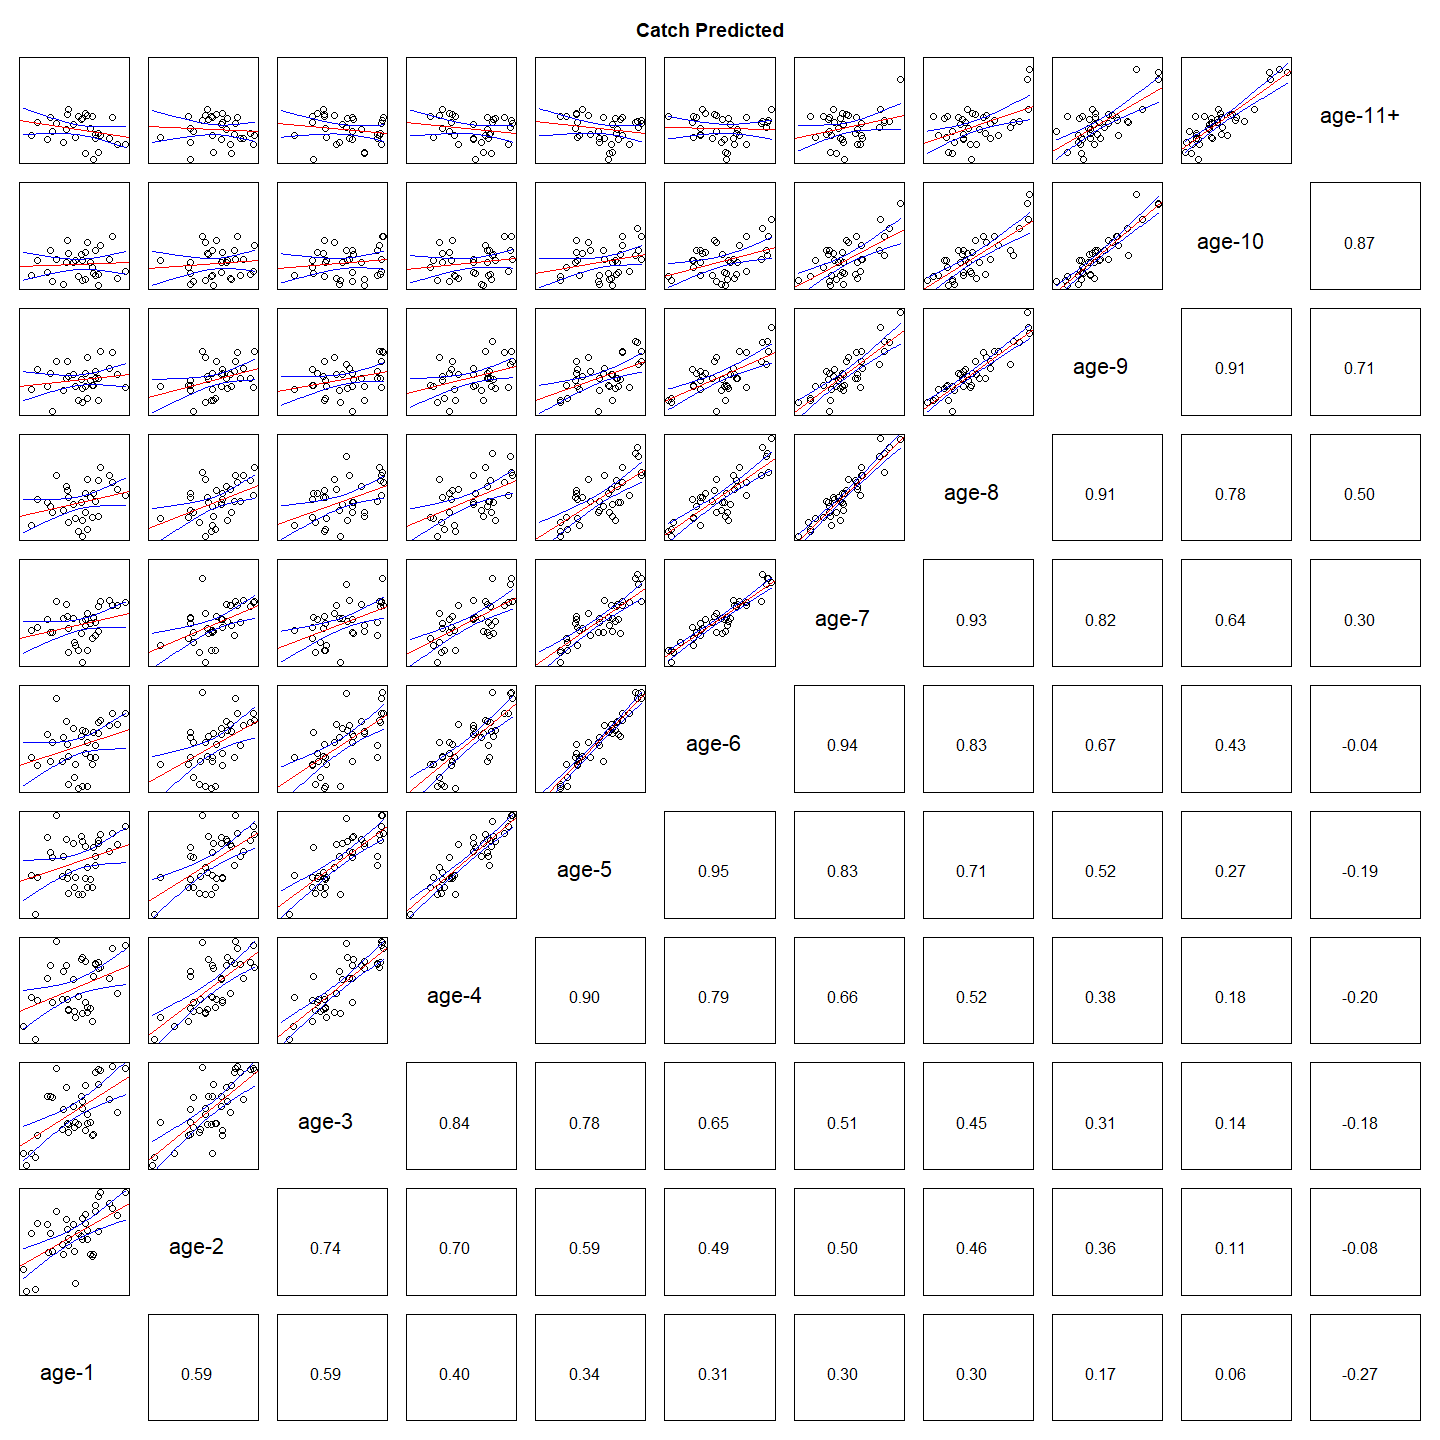 Catch Predicted
age-11+
age-10 0.87
age-9 0.91 0.71
age-8 0.91 0.78 0.50
age-7 0.93 0.82 0.64 0.30
age-6 0.94 0.83 0.67 0.43 -0.04
age-5 0.95 0.83 0.71 0.52 0.27 -0.19
age-4 0.90 0.79 0.66 0.52 0.38 0.18 -0.20
age-3 0.84 0.78 0.65 0.51 0.45 0.31 0.14 -0.18
age-2 0.74 0.70 0.59 0.49 0.50 0.46 0.36 0.11 -0.08
age-1 0.59 0.59 0.40 0.34 0.31 0.30 0.30 0.17 0.06 -0.27